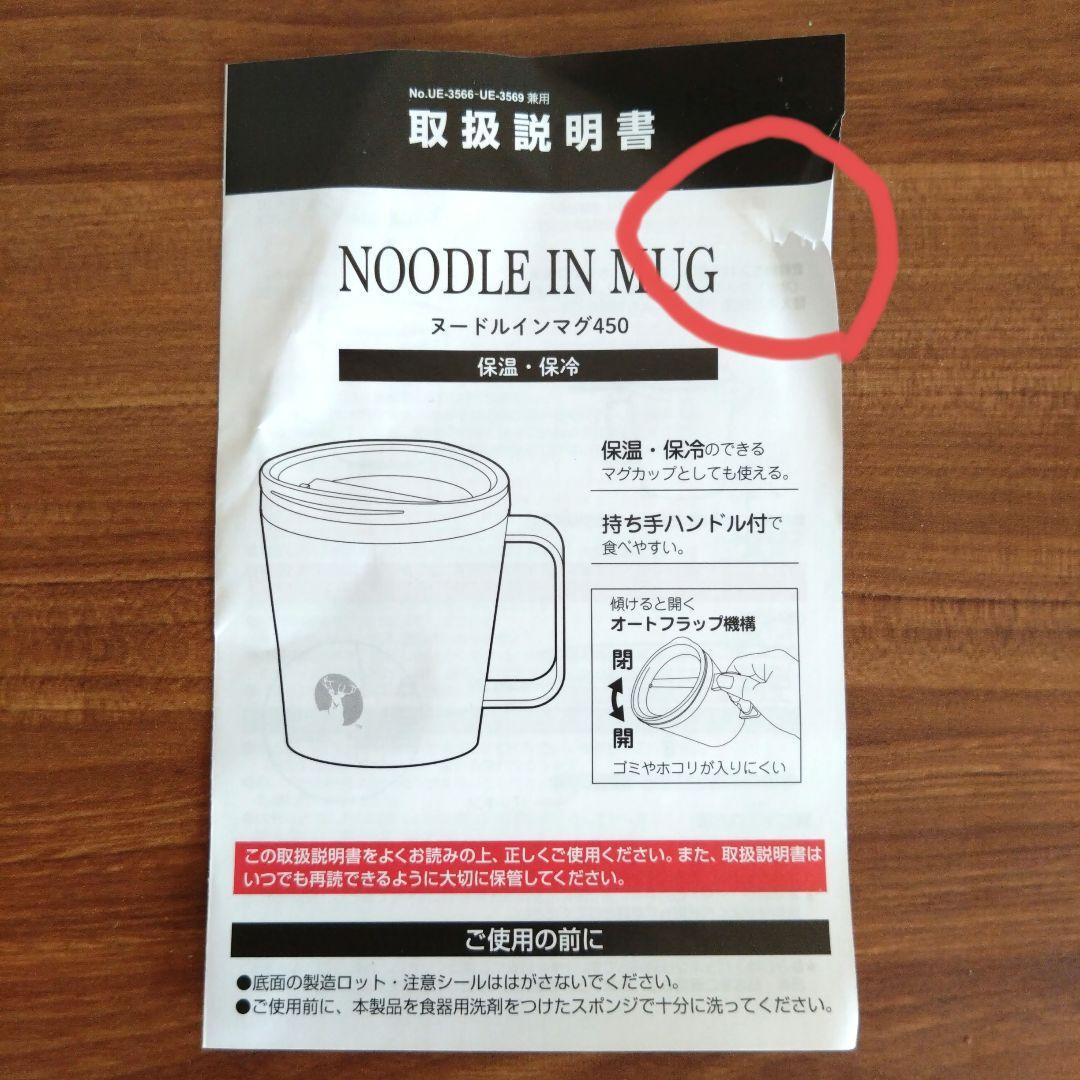 No.UE-3566~UE-3569 兼用
取扱説明書
NOODLE IN MUG
ヌードルインマグ450
保温・保冷
保温・保冷のできる
マグカップとしても使える。
持ち手ハンドル付で
食べやすい。
傾けると開く
オートフラップ機構
閉
開
ゴミやホコリが入りにくい
この取扱説明書をよくお読みの上、正しくご使用ください。また、取扱説明書は
いつでも再読できるように大切に保管してください。
ご使用の前に
●底面の製造ロット・注意シールははがさないでください。
●ご使用前に、本製品を食器用洗剤をつけたスポンジで十分に洗ってください。